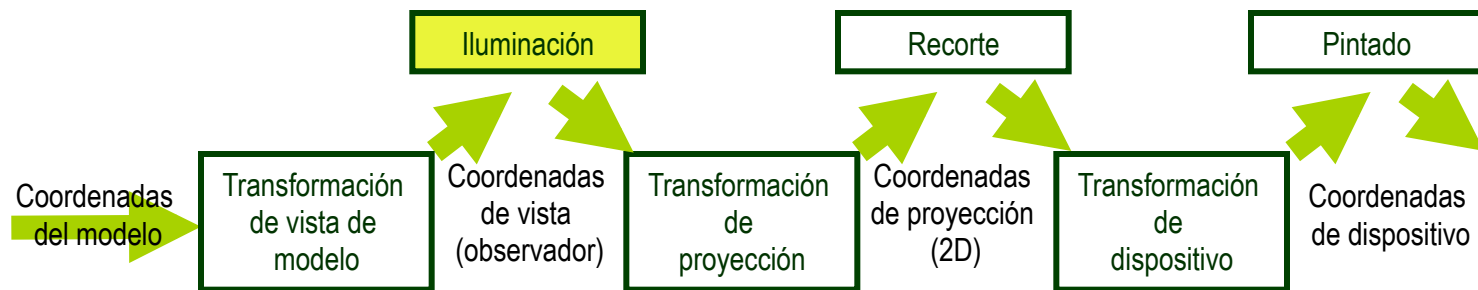 Iluminación
Recorte
Pintado
Coordenadas
del modelo
Transformación
de vista de
modelo
Coordenadas
de vista
(observador)
Transformación
de
proyección
Coordenadas
de proyección
(2D)
Transformación
de
dispositivo
Coordenadas
de dispositivo